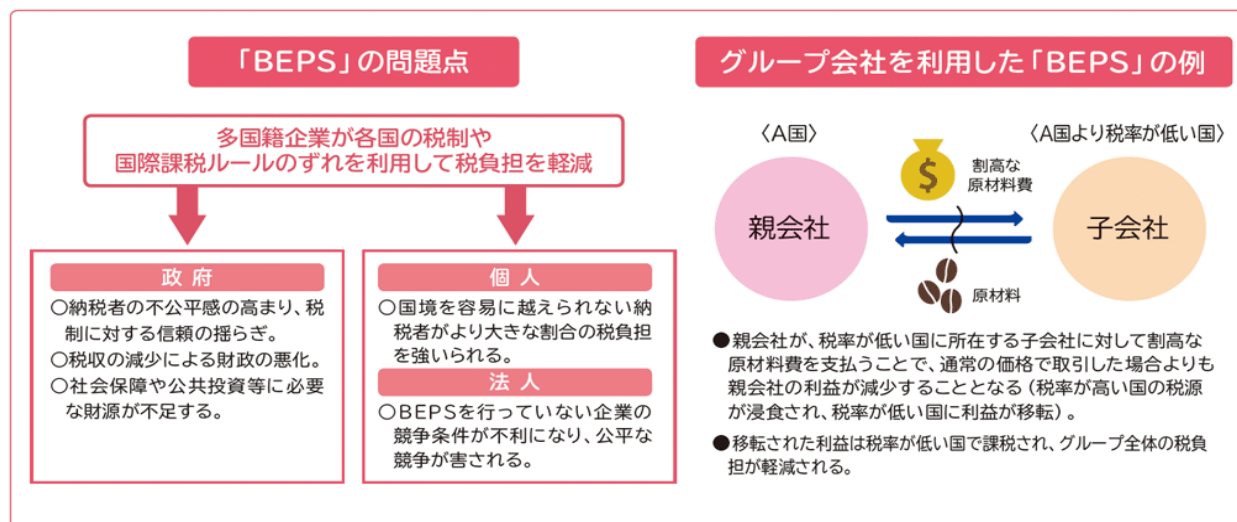 「BEPS」の問題点
多国籍企業が各国の税制や
国際課税ルールのずれを利用して税負担を軽減
政府
○納税者の不公平感の高まり、税
制に対する信頼の揺らぎ。
○税収の減少による財政の悪化。
○社会保障や公共投資等に必要
な財源が不足する。
個人
○国境を容易に越えられない納
税者がより大きな割合の税負担
を強いられる。
法人
○BEPSを行っていない企業の
競争条件が不利になり、公平な
競争が害される。
グループ会社を利用した「BEPS」の例
〈A国〉
〈A国より税率が低い国〉
親会社
$
割高な
原材料費
子会社
原材料
●親会社が、税率が低い国に所在する子会社に対して割高な
原材料費を支払うことで、通常の価格で取引した場合よりも
親会社の利益が減少することとなる（税率が高い国の税源
が浸食され、税率が低い国に利益が移転）。
●移転された利益は税率が低い国で課税され、グループ全体の税負
担が軽減される。